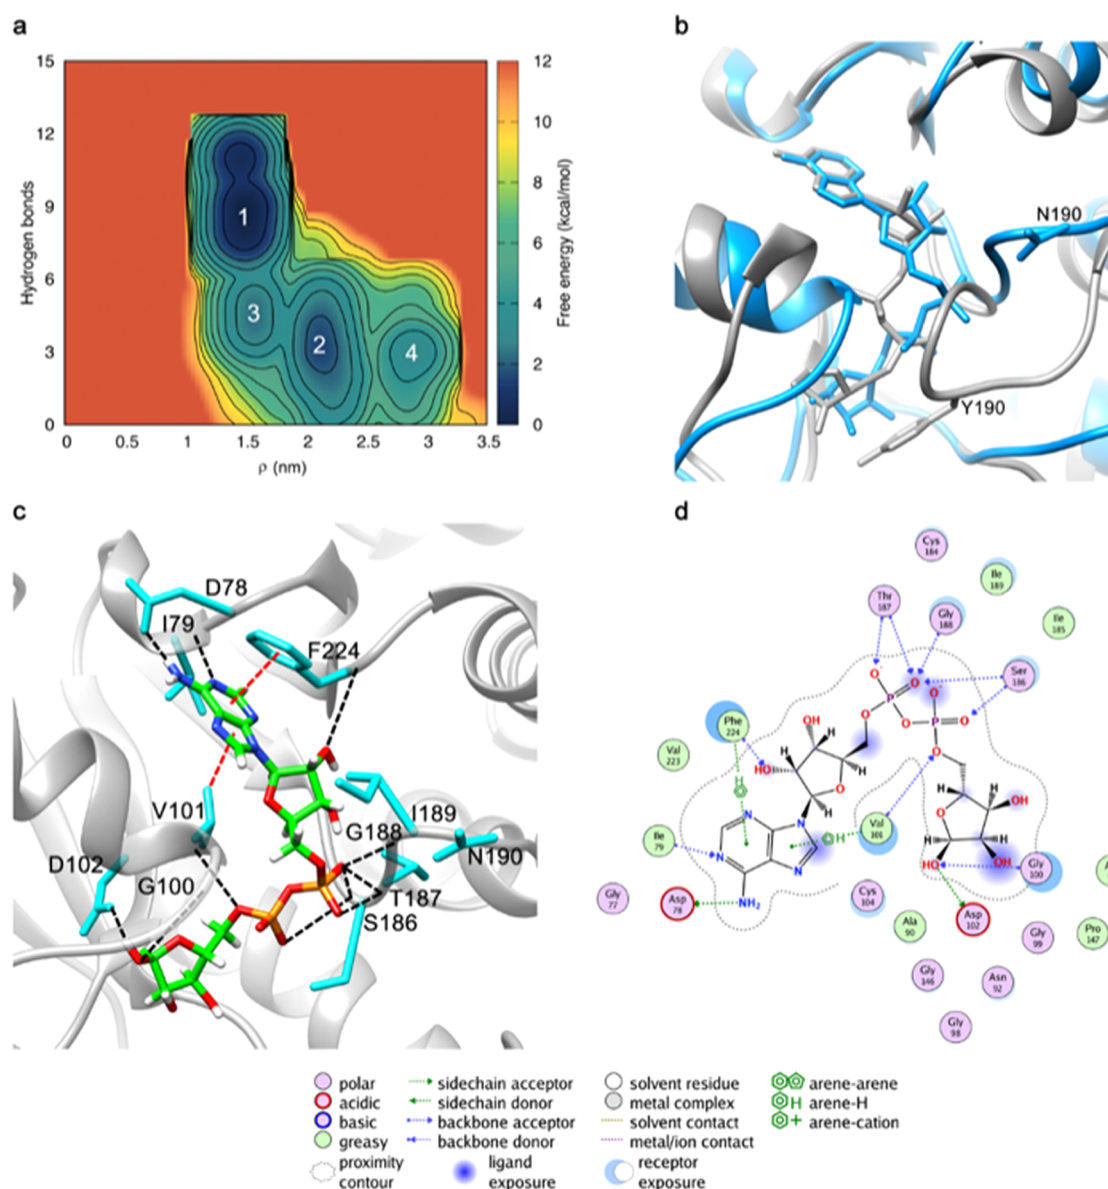 a
15
12
9
6
3
0
Hydrogen bonds
0 0.5 1 1.5 2 2.5 3 3.5
ρ (nm)
1
3
2
4
12
10
8
6
4
2
0
Free energy (kcal/mol)
b
N190
Y190
c
D78
I79
F224
V101
I189
G188
N190
D102
G100
T187
S186
d
Cys
184
Ile
189
Thr
187
Gly
188
Ile
185
Ser
186
Phe
224
Val
223
Ile
79
Val
101
Gly
77
Asp
78
Cys
104
Gly
100
Ala
90
Asp
102
Gly
99
Pro
147
Gly
146
Asn
92
Gly
98
O-
P
O
O-
O
O
P
O
O
OH
H
HO
H
O
H
H
H
H
N
N
N
N
NH₂
H
H
O
OH
H
H
HO
OH
polar
acidic
basic
greasy
proximity
contour
sidechain acceptor
sidechain donor
backbone acceptor
backbone donor
ligand
exposure
solvent residue
metal complex
solvent contact
metal/ion contact
receptor
exposure
arene-arene
H arene-H
+ arene-cation